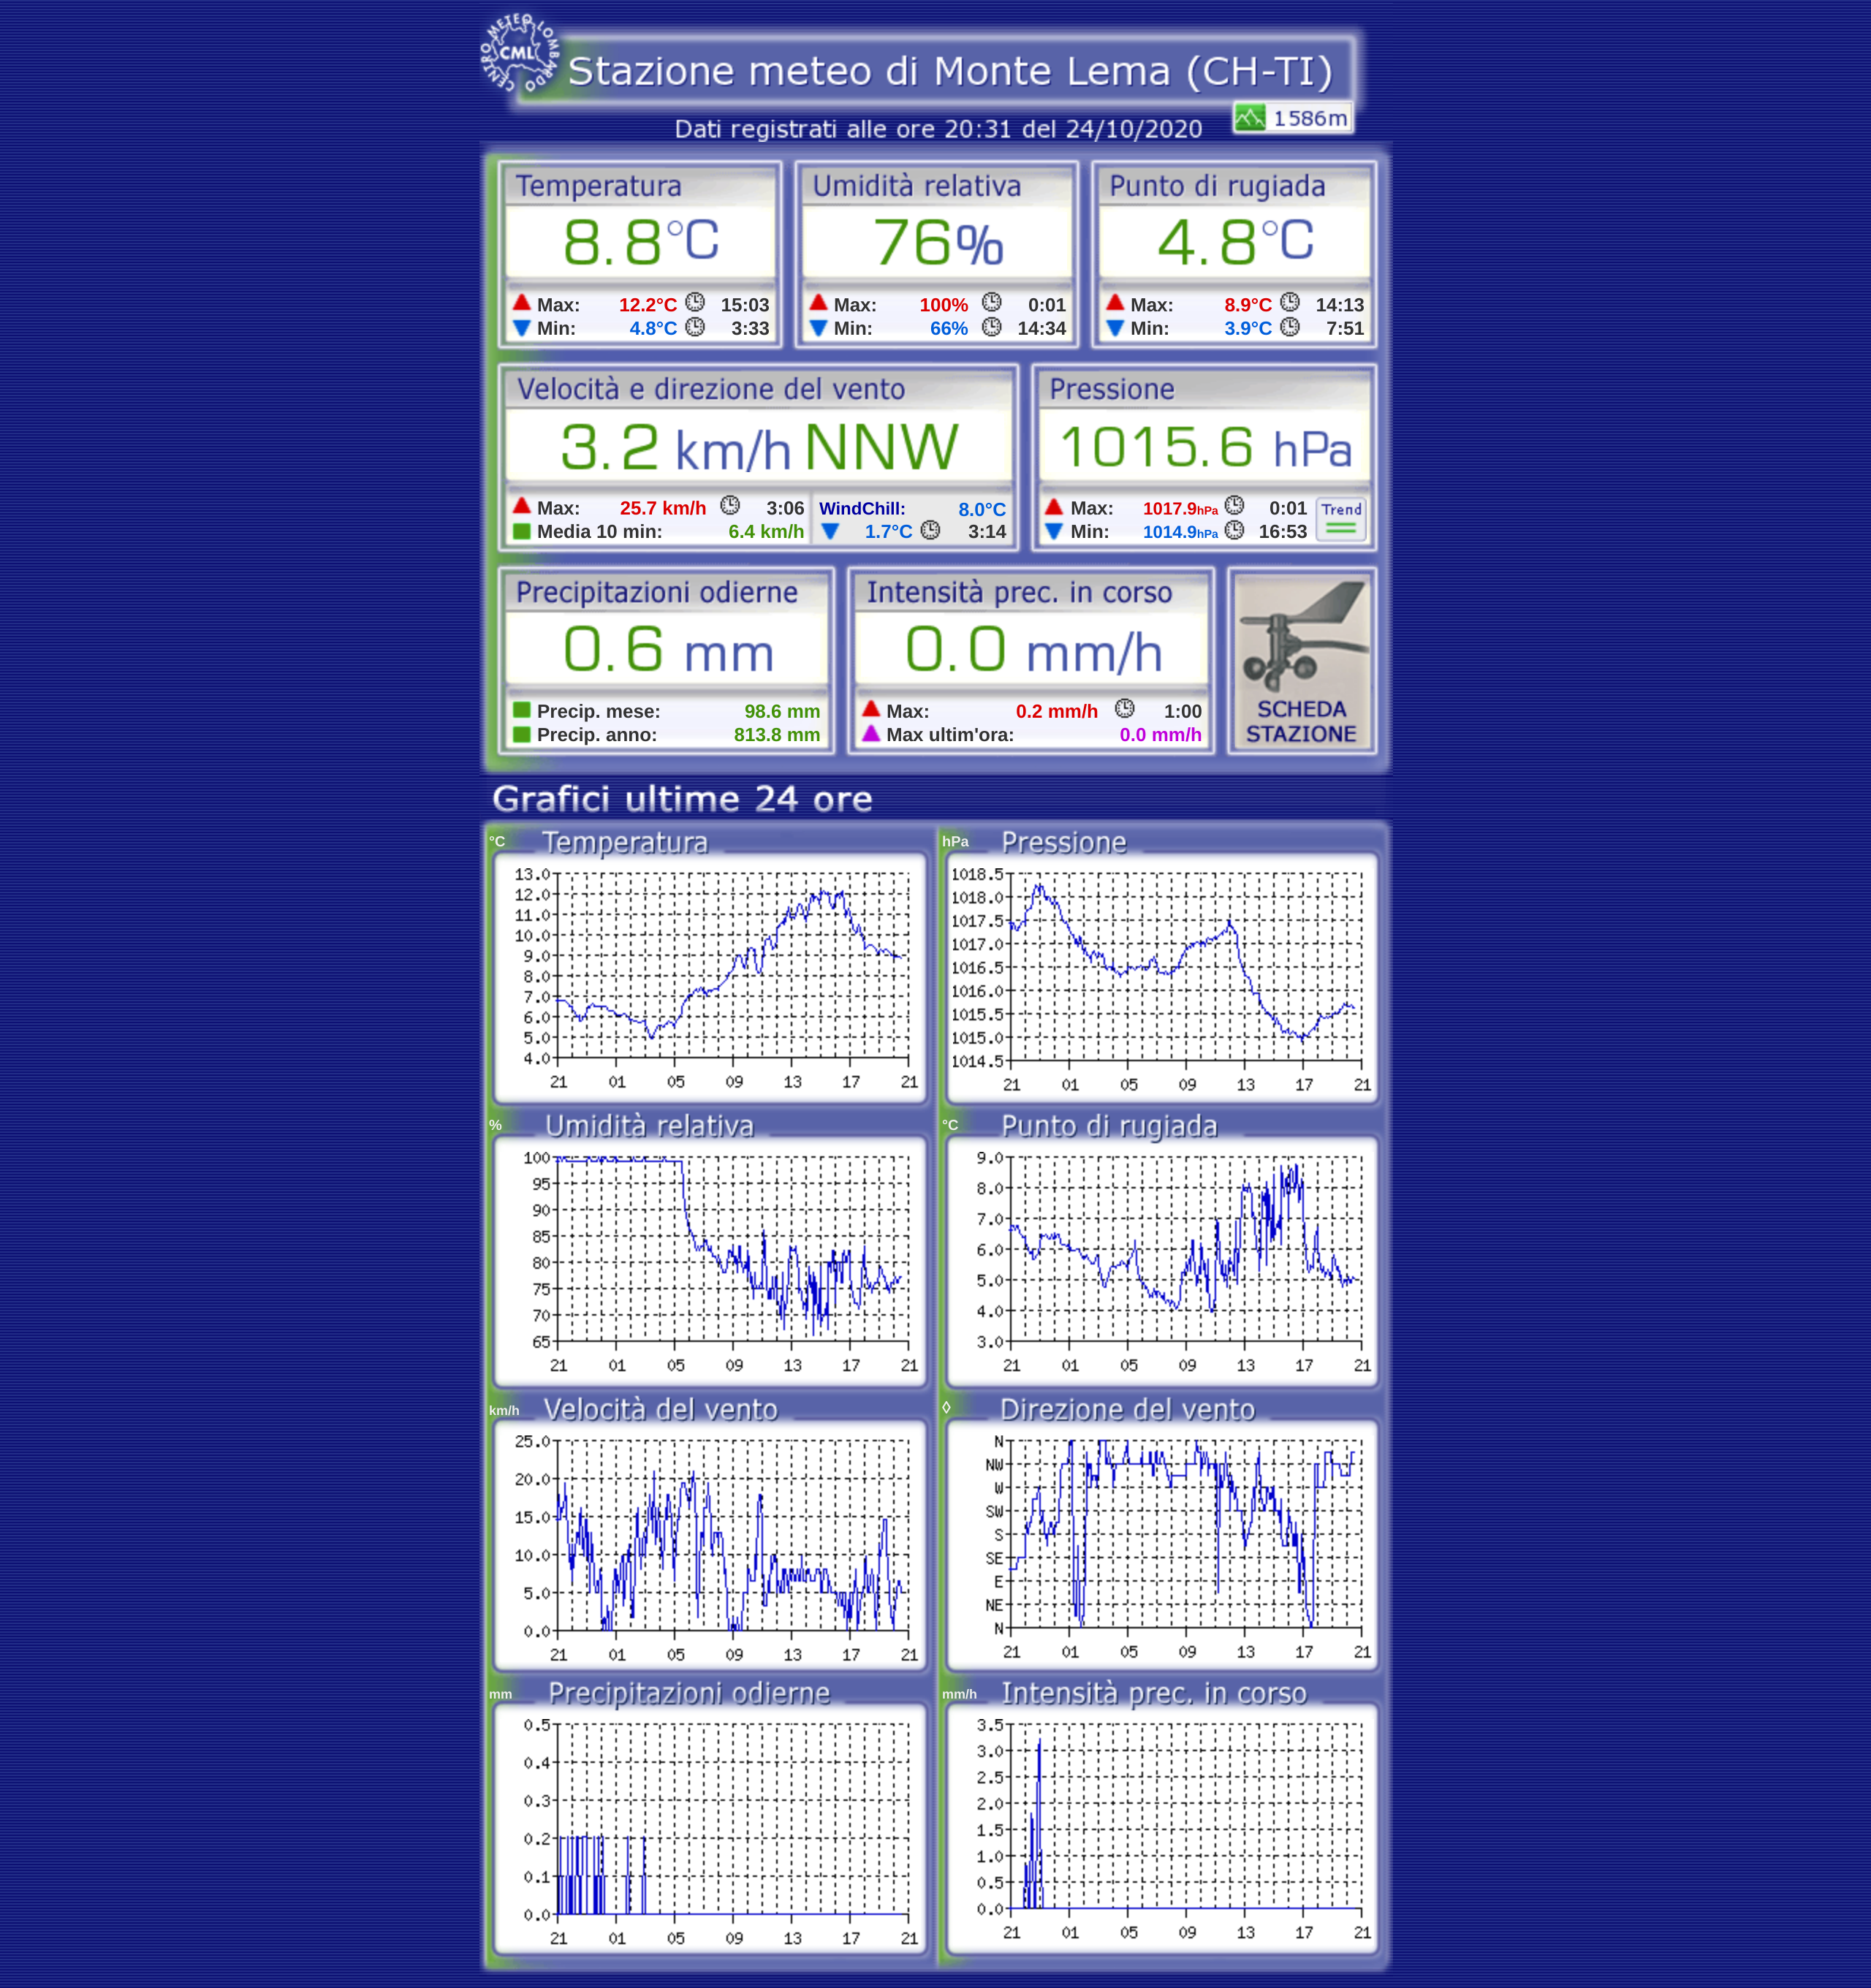 CENTRO METEO LOMBARDO
CML
Stazione meteo di Monte Lema (CH-TI)
1586m
Dati registrati alle ore 20:31 del 24/10/2020
Temperatura
8.8°C
Max: 12.2°C 15:03
Min: 4.8°C 3:33
Umidità relativa
76%
Max: 100% 0:01
Min: 66% 14:34
Punto di rugiada
4.8°C
Max: 8.9°C 14:13
Min: 3.9°C 7:51
Velocità e direzione del vento
3.2 km/h NNW
Max: 25.7 km/h 3:06
Media 10 min: 6.4 km/h
WindChill: 8.0°C
1.7°C 3:14
Pressione
1015.6 hPa
Max: 1017.9hPa 0:01
Min: 1014.9hPa 16:53
Trend
Precipitazioni odierne
0.6 mm
Precip. mese: 98.6 mm
Precip. anno: 813.8 mm
Intensità prec. in corso
0.0 mm/h
Max: 0.2 mm/h 1:00
Max ultim'ora: 0.0 mm/h
SCHEDA
STAZIONE
Grafici ultime 24 ore
°C Temperatura
13.0
12.0
11.0
10.0
9.0
8.0
7.0
6.0
5.0
4.0
21 01 05 09 13 17 21
hPa Pressione
1018.5
1018.0
1017.5
1017.0
1016.5
1016.0
1015.5
1015.0
1014.5
21 01 05 09 13 17 21
% Umidità relativa
100
95
90
85
80
75
70
65
21 01 05 09 13 17 21
°C Punto di rugiada
9.0
8.0
7.0
6.0
5.0
4.0
3.0
21 01 05 09 13 17 21
km/h Velocità del vento
25.0
20.0
15.0
10.0
5.0
0.0
21 01 05 09 13 17 21
◊ Direzione del vento
N
NW
W
SW
S
SE
E
NE
N
21 01 05 09 13 17 21
mm Precipitazioni odierne
0.5
0.4
0.3
0.2
0.1
0.0
21 01 05 09 13 17 21
mm/h Intensità prec. in corso
3.5
3.0
2.5
2.0
1.5
1.0
0.5
0.0
21 01 05 09 13 17 21